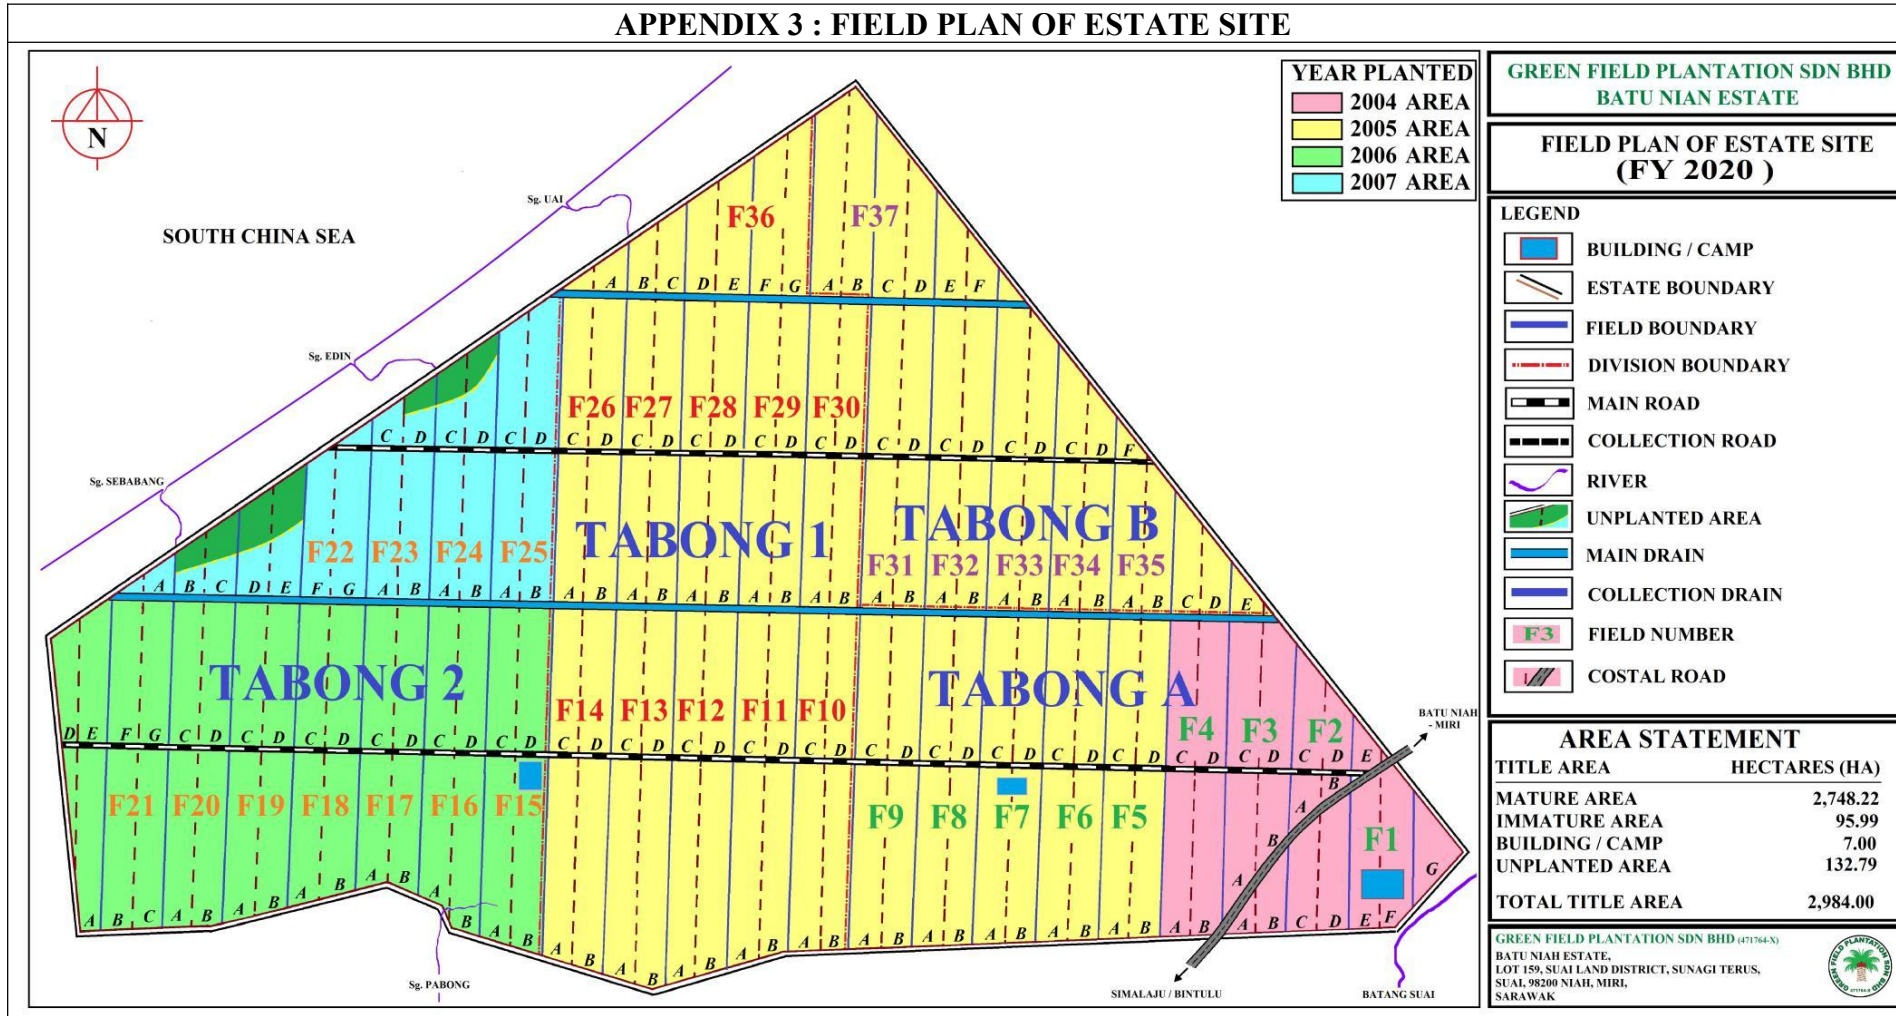 APPENDIX 3 : FIELD PLAN OF ESTATE SITE
N
YEAR PLANTED
2004 AREA
2005 AREA
2006 AREA
2007 AREA
GREEN FIELD PLANTATION SDN BHD
BATU NIAN ESTATE
FIELD PLAN OF ESTATE SITE
(FY 2020 )
LEGEND
BUILDING / CAMP
ESTATE BOUNDARY
FIELD BOUNDARY
DIVISION BOUNDARY
MAIN ROAD
COLLECTION ROAD
RIVER
UNPLANTED AREA
MAIN DRAIN
COLLECTION DRAIN
F3 FIELD NUMBER
COSTAL ROAD
AREA STATEMENT
TITLE AREA HECTARES (HA)
MATURE AREA 2,748.22
IMMATURE AREA 95.99
BUILDING / CAMP 7.00
UNPLANTED AREA 132.79
TOTAL TITLE AREA 2,984.00
GREEN FIELD PLANTATION SDN BHD (471764-X)
BATU NIAH ESTATE,
LOT 159, SUAI LAND DISTRICT, SUNAGI TERUS,
SUAI, 98200 NIAH, MIRI,
SARAWAK
SOUTH CHINA SEA
Sg. UAI
Sg. EDIN
Sg. SEBABANG
F36 F37
A B C D E F G A B C D E F
F26 F27 F28 F29 F30
C D C D C D C D C D C D C D C D C D C D C D F
TABONG 1 TABONG B
F22 F23 F24 F25 F31 F32 F33 F34 F35
A B C D E F G A B A B A B A B A B A B A B A B A B A B A B A B A B C D E
TABONG 2 TABONG A
F14 F13 F12 F11 F10 F4 F3 F2
BATU NIAH
- MIRI
D E F G C D C D C D C D C D C D C D C D C D C D C D C D C D C D C D C D C D C D C D E
B
A
B
A
F21 F20 F19 F18 F17 F16 F15 F9 F8 F7 F6 F5 F1
G
A B C A B A B A B A B A B A B A B A B A B A B A B A B A B A B A B A B A B A B C D E F
Sg. PABONG
SIMALAJU / BINTULU
BATANG SUAI